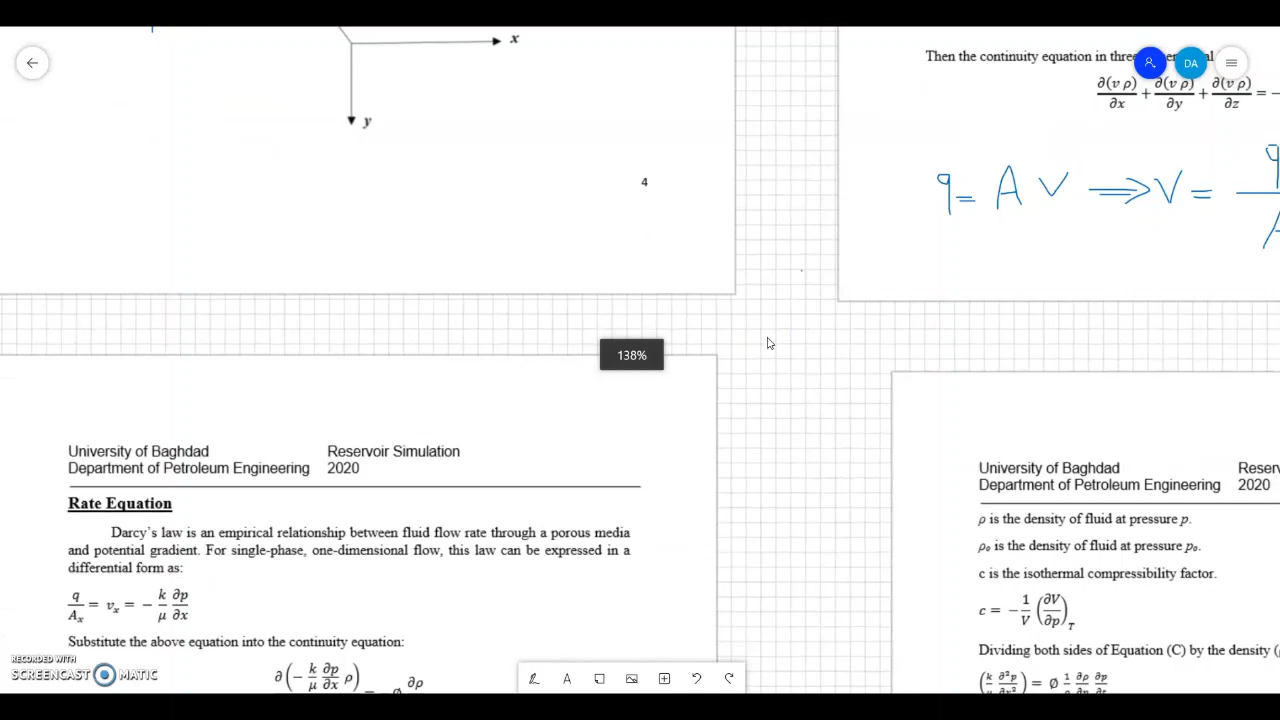 x
y
4
Then the continuity equation in three
∂(v ρ)/∂x + ∂(v ρ)/∂y + ∂(v ρ)/∂z = −
DA
q = A V ⟹ V = q
138%
University of Baghdad Reservoir Simulation
Department of Petroleum Engineering 2020
Rate Equation
Darcy's law is an empirical relationship between fluid flow rate through a porous media
and potential gradient. For single-phase, one-dimensional flow, this law can be expressed in a
differential form as:
q/Aₓ = vₓ = − k/μ ∂p/∂x
Substitute the above equation into the continuity equation:
∂(− k/μ ∂p/∂x ρ) ∂ρ
University of Baghdad
Department of Petroleum Engineering 2020
ρ is the density of fluid at pressure p.
ρₒ is the density of fluid at pressure pₒ.
c is the isothermal compressibility factor.
c = − 1/V (∂V/∂p)_T
Dividing both sides of Equation (C) by the density (
(k/μ ∂²p/∂x²) = ∅ 1/ρ ∂ρ/∂p ∂p/∂t
RECORDED WITH
SCREENCAST MATIC